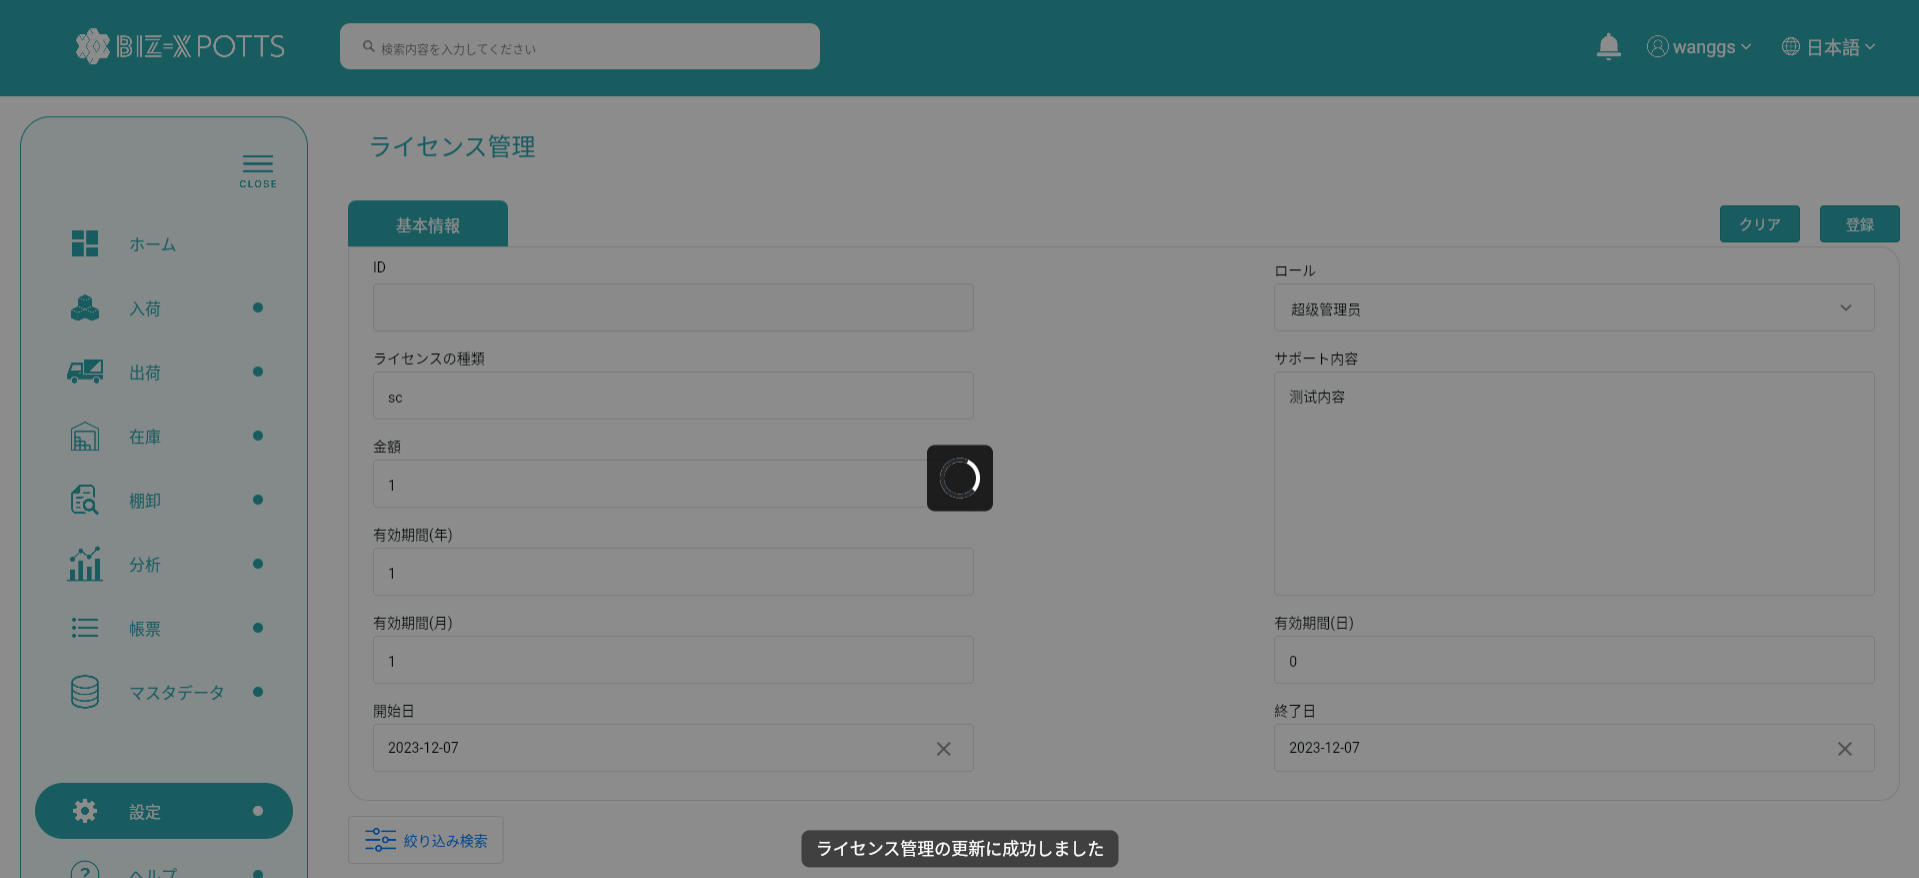 BIZ=X POTTS
検索内容を入力してください
wanggs
日本語
CLOSE
ホーム
入荷
出荷
在庫
棚卸
分析
帳票
マスタデータ
設定
ヘルプ
ライセンス管理
基本情報
クリア
登録
ID
ロール
超级管理员
ライセンスの種類
sc
サポート内容
测试内容
金額
1
有効期間(年)
1
有効期間(月)
1
有効期間(日)
0
開始日
2023-12-07
終了日
2023-12-07
絞り込み検索
ライセンス管理の更新に成功しました